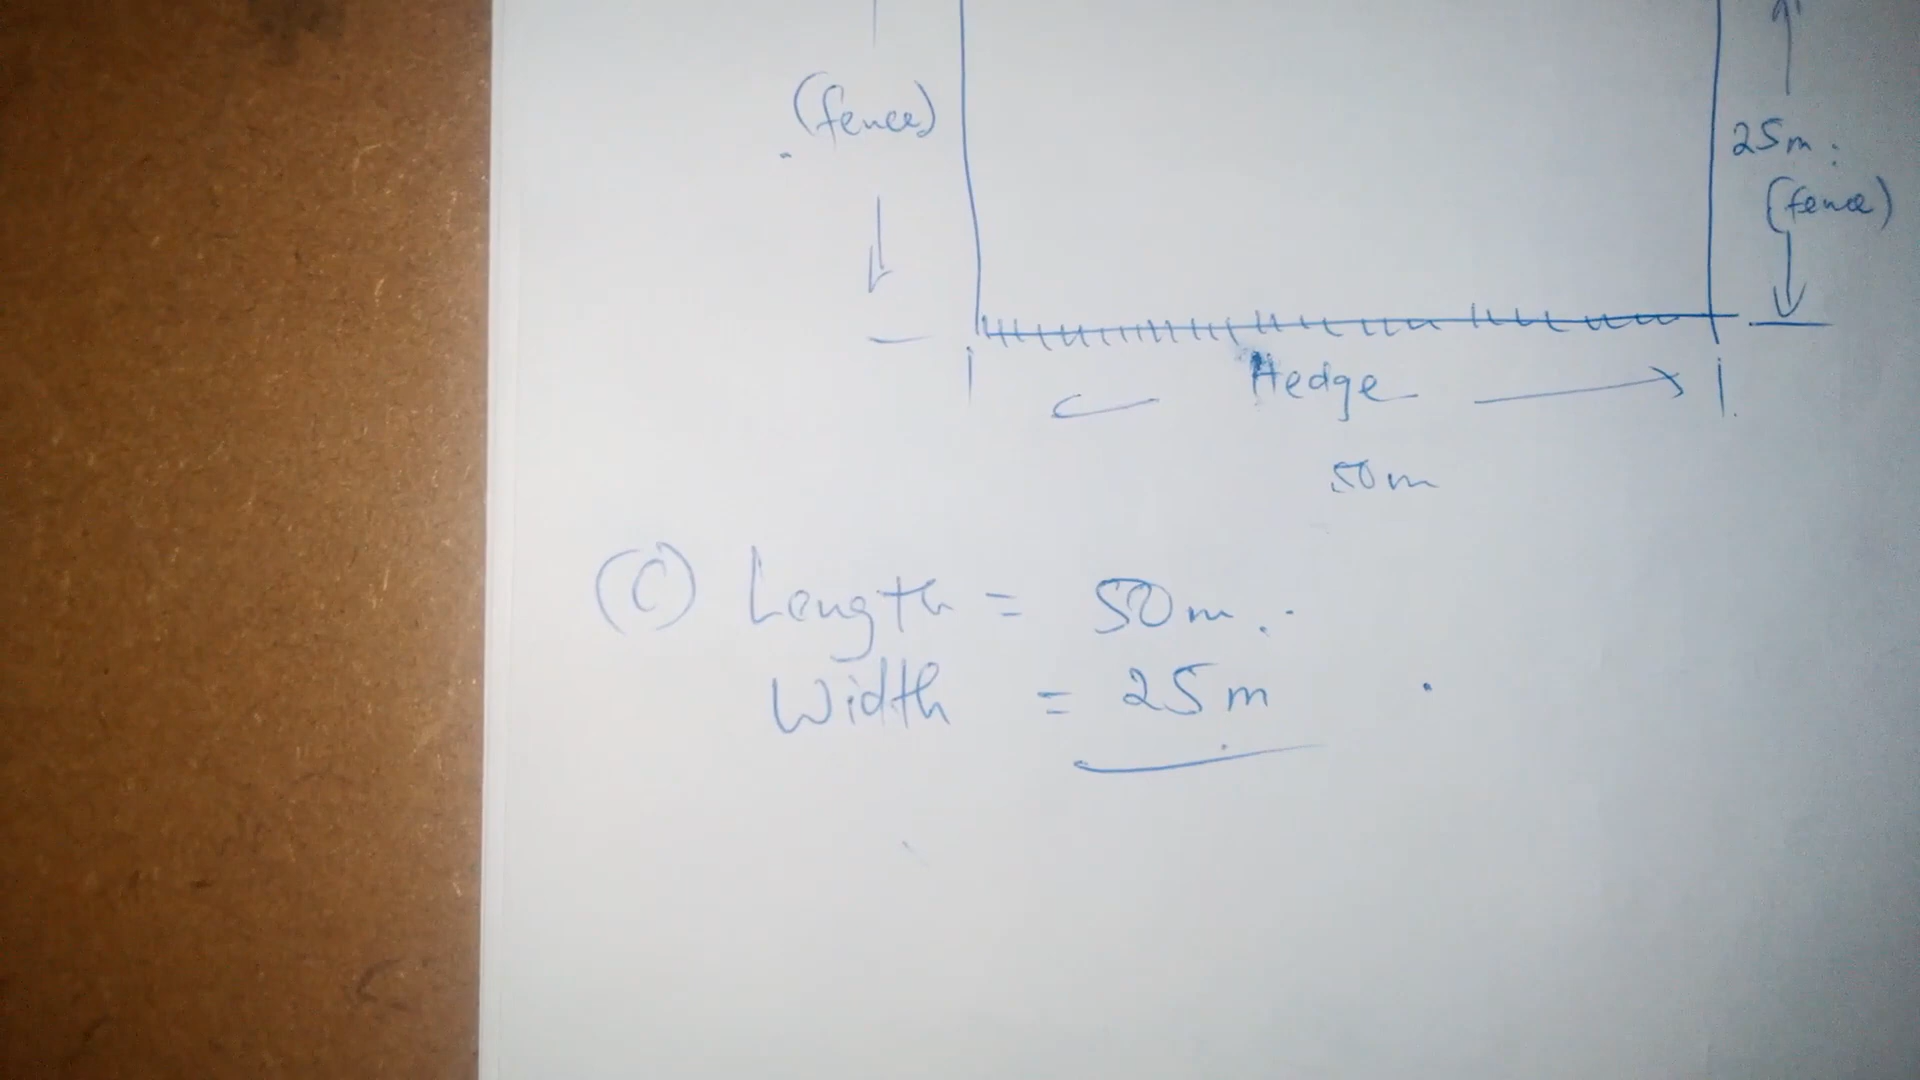 (fence)
25m.
(fence)
Hedge
50m
(C) Length = 50m.
Width = 25m